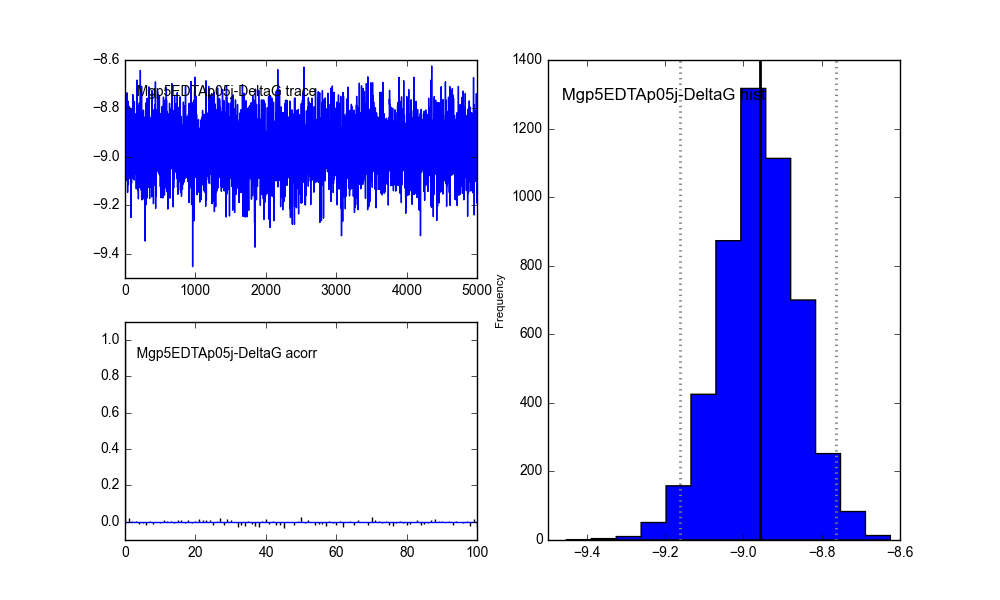 −8.6
−8.8
−9.0
−9.2
−9.4
Mgp5EDTAp05j-DeltaG trace
0 1000 2000 3000 4000 5000
1.0
0.8
0.6
0.4
0.2
0.0
Mgp5EDTAp05j-DeltaG acorr
0 20 40 60 80 100
Frequency
1400
1200
1000
800
600
400
200
0
Mgp5EDTAp05j-DeltaG hist
−9.4 −9.2 −9.0 −8.8 −8.6